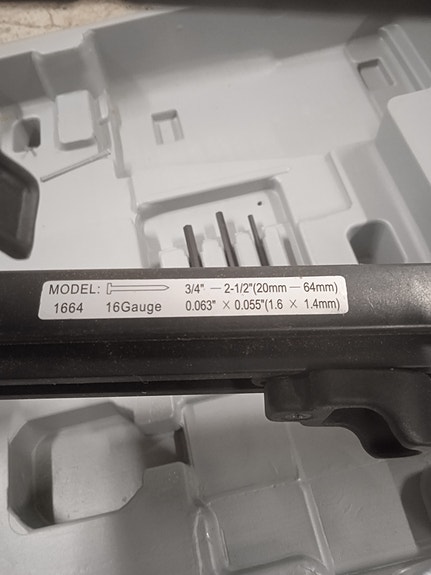 MODEL: 3/4" — 2-1/2"(20mm — 64mm)
1664 16Gauge 0.063" × 0.055"(1.6 × 1.4mm)